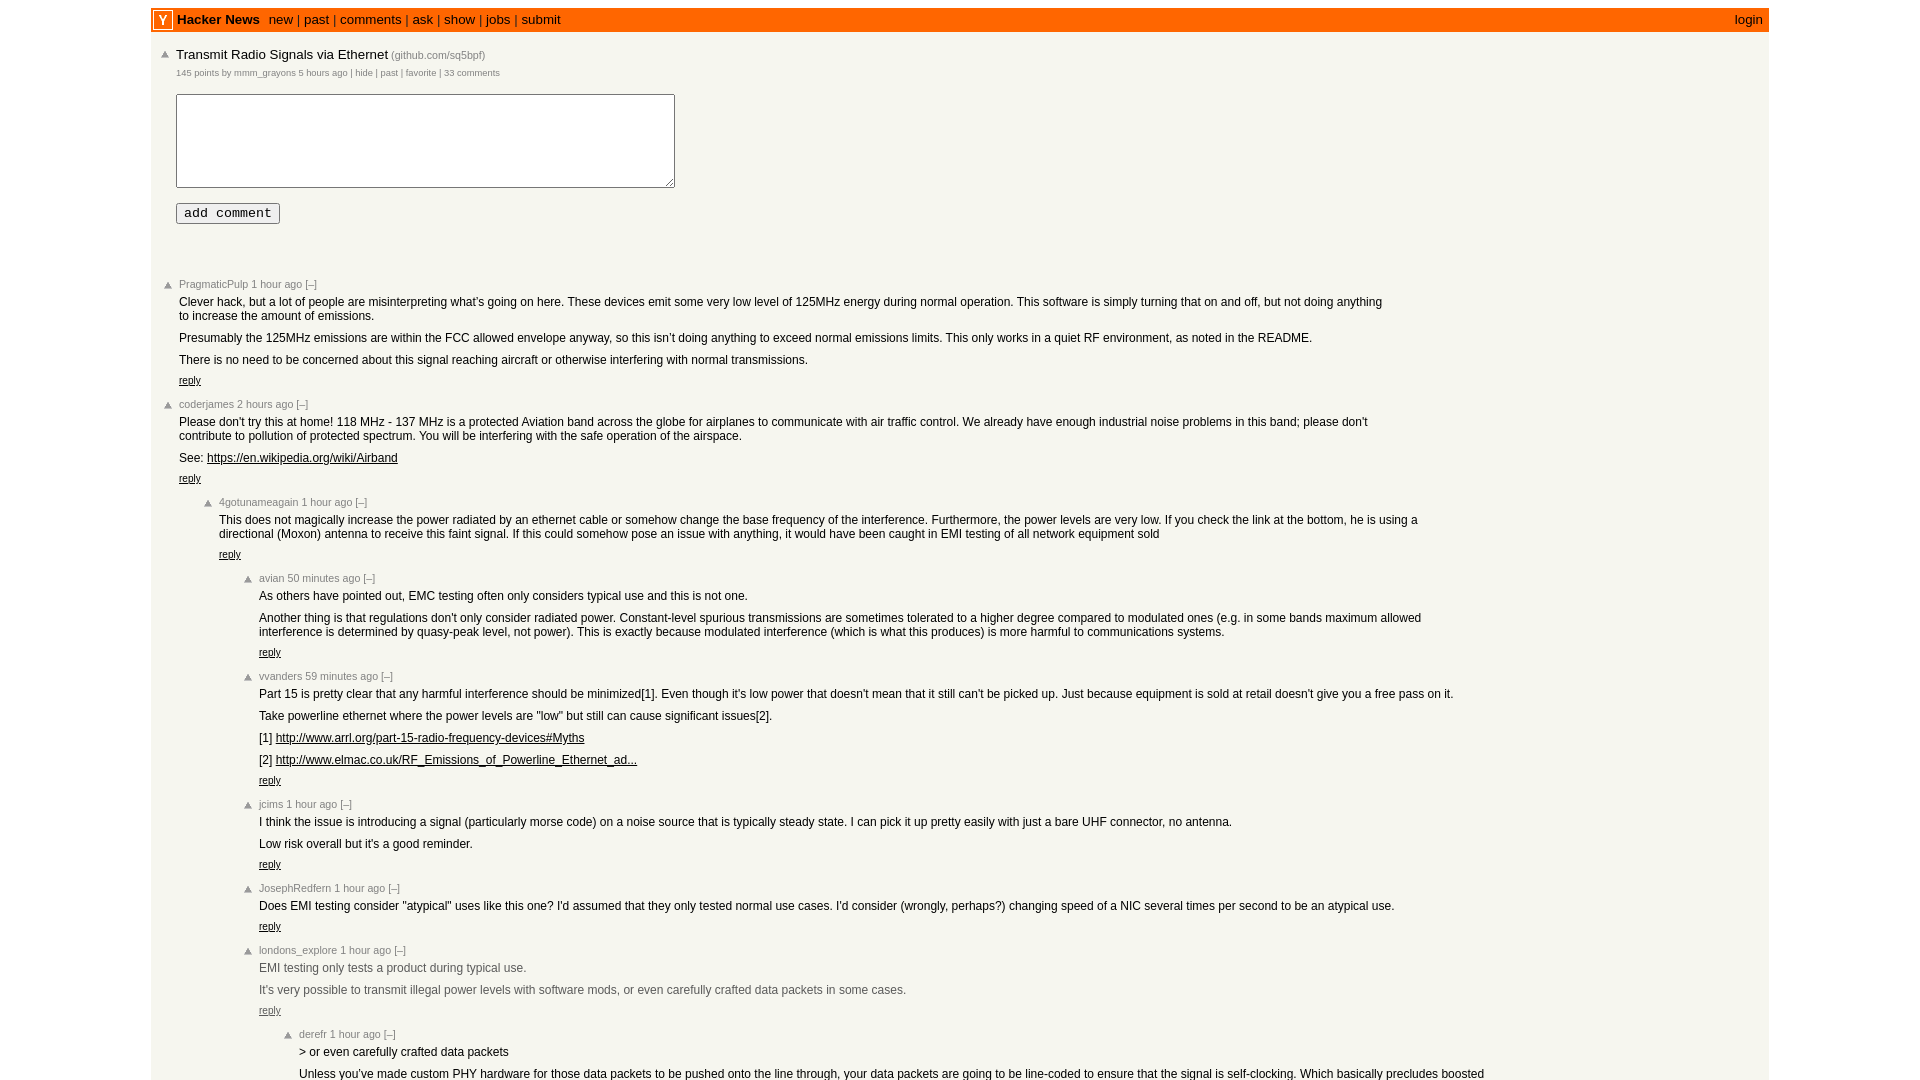 Y Hacker News new | past | comments | ask | show | jobs | submit login
Transmit Radio Signals via Ethernet (github.com/sq5bpf)
145 points by mmm_grayons 5 hours ago | hide | past | favorite | 33 comments
add comment
PragmaticPulp 1 hour ago [–]
Clever hack, but a lot of people are misinterpreting what’s going on here. These devices emit some very low level of 125MHz energy during normal operation. This software is simply turning that on and off, but not doing anything
to increase the amount of emissions.
Presumably the 125MHz emissions are within the FCC allowed envelope anyway, so this isn’t doing anything to exceed normal emissions limits. This only works in a quiet RF environment, as noted in the README.
There is no need to be concerned about this signal reaching aircraft or otherwise interfering with normal transmissions.
reply
coderjames 2 hours ago [–]
Please don't try this at home! 118 MHz - 137 MHz is a protected Aviation band across the globe for airplanes to communicate with air traffic control. We already have enough industrial noise problems in this band; please don't
contribute to pollution of protected spectrum. You will be interfering with the safe operation of the airspace.
See: https://en.wikipedia.org/wiki/Airband
reply
4gotunameagain 1 hour ago [–]
This does not magically increase the power radiated by an ethernet cable or somehow change the base frequency of the interference. Furthermore, the power levels are very low. If you check the link at the bottom, he is using a
directional (Moxon) antenna to receive this faint signal. If this could somehow pose an issue with anything, it would have been caught in EMI testing of all network equipment sold
reply
avian 50 minutes ago [–]
As others have pointed out, EMC testing often only considers typical use and this is not one.
Another thing is that regulations don't only consider radiated power. Constant-level spurious transmissions are sometimes tolerated to a higher degree compared to modulated ones (e.g. in some bands maximum allowed
interference is determined by quasy-peak level, not power). This is exactly because modulated interference (which is what this produces) is more harmful to communications systems.
reply
vvanders 59 minutes ago [–]
Part 15 is pretty clear that any harmful interference should be minimized[1]. Even though it's low power that doesn't mean that it still can't be picked up. Just because equipment is sold at retail doesn't give you a free pass on it.
Take powerline ethernet where the power levels are "low" but still can cause significant issues[2].
[1] http://www.arrl.org/part-15-radio-frequency-devices#Myths
[2] http://www.elmac.co.uk/RF_Emissions_of_Powerline_Ethernet_ad...
reply
jcims 1 hour ago [–]
I think the issue is introducing a signal (particularly morse code) on a noise source that is typically steady state. I can pick it up pretty easily with just a bare UHF connector, no antenna.
Low risk overall but it's a good reminder.
reply
JosephRedfern 1 hour ago [–]
Does EMI testing consider "atypical" uses like this one? I'd assumed that they only tested normal use cases. I'd consider (wrongly, perhaps?) changing speed of a NIC several times per second to be an atypical use.
reply
londons_explore 1 hour ago [–]
EMI testing only tests a product during typical use.
It's very possible to transmit illegal power levels with software mods, or even carefully crafted data packets in some cases.
reply
derefr 1 hour ago [–]
> or even carefully crafted data packets
Unless you’ve made custom PHY hardware for those data packets to be pushed onto the line through, your data packets are going to be line-coded to ensure that the signal is self-clocking. Which basically precludes boosted